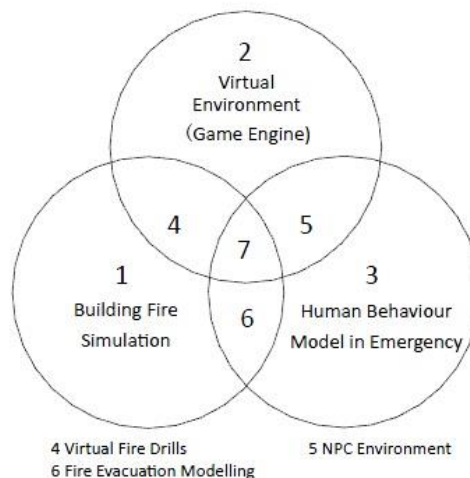 2
Virtual
Environment
(Game Engine)
4
5
7
1
Building Fire
Simulation
3
Human Behaviour
Model in Emergency
6
4 Virtual Fire Drills
5 NPC Environment
6 Fire Evacuation Modelling